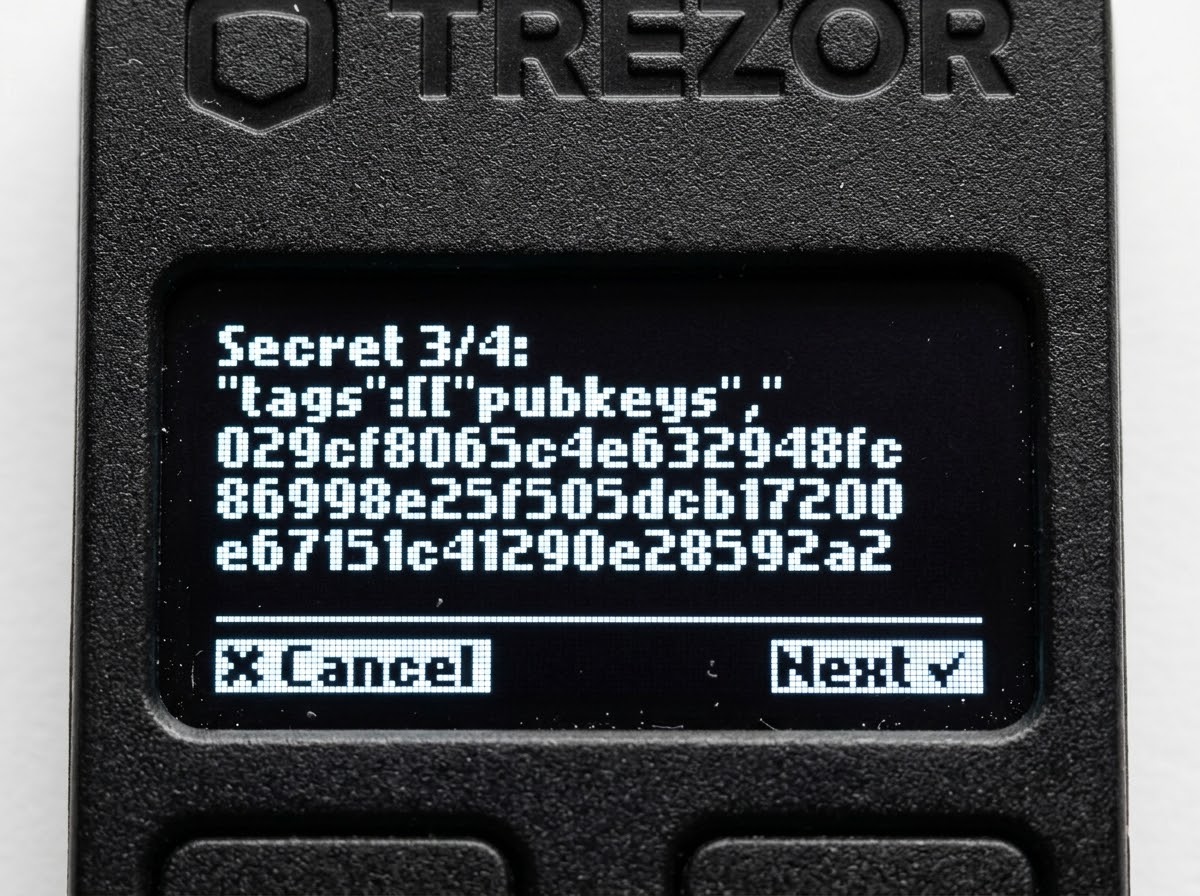 TREZOR
Secret 3/4:
"tags":[["pubkeys","
029cf8065c4e632948fc
86998e25f505dcb17200
e67151c41290e28592a2
X Cancel
Next ✓